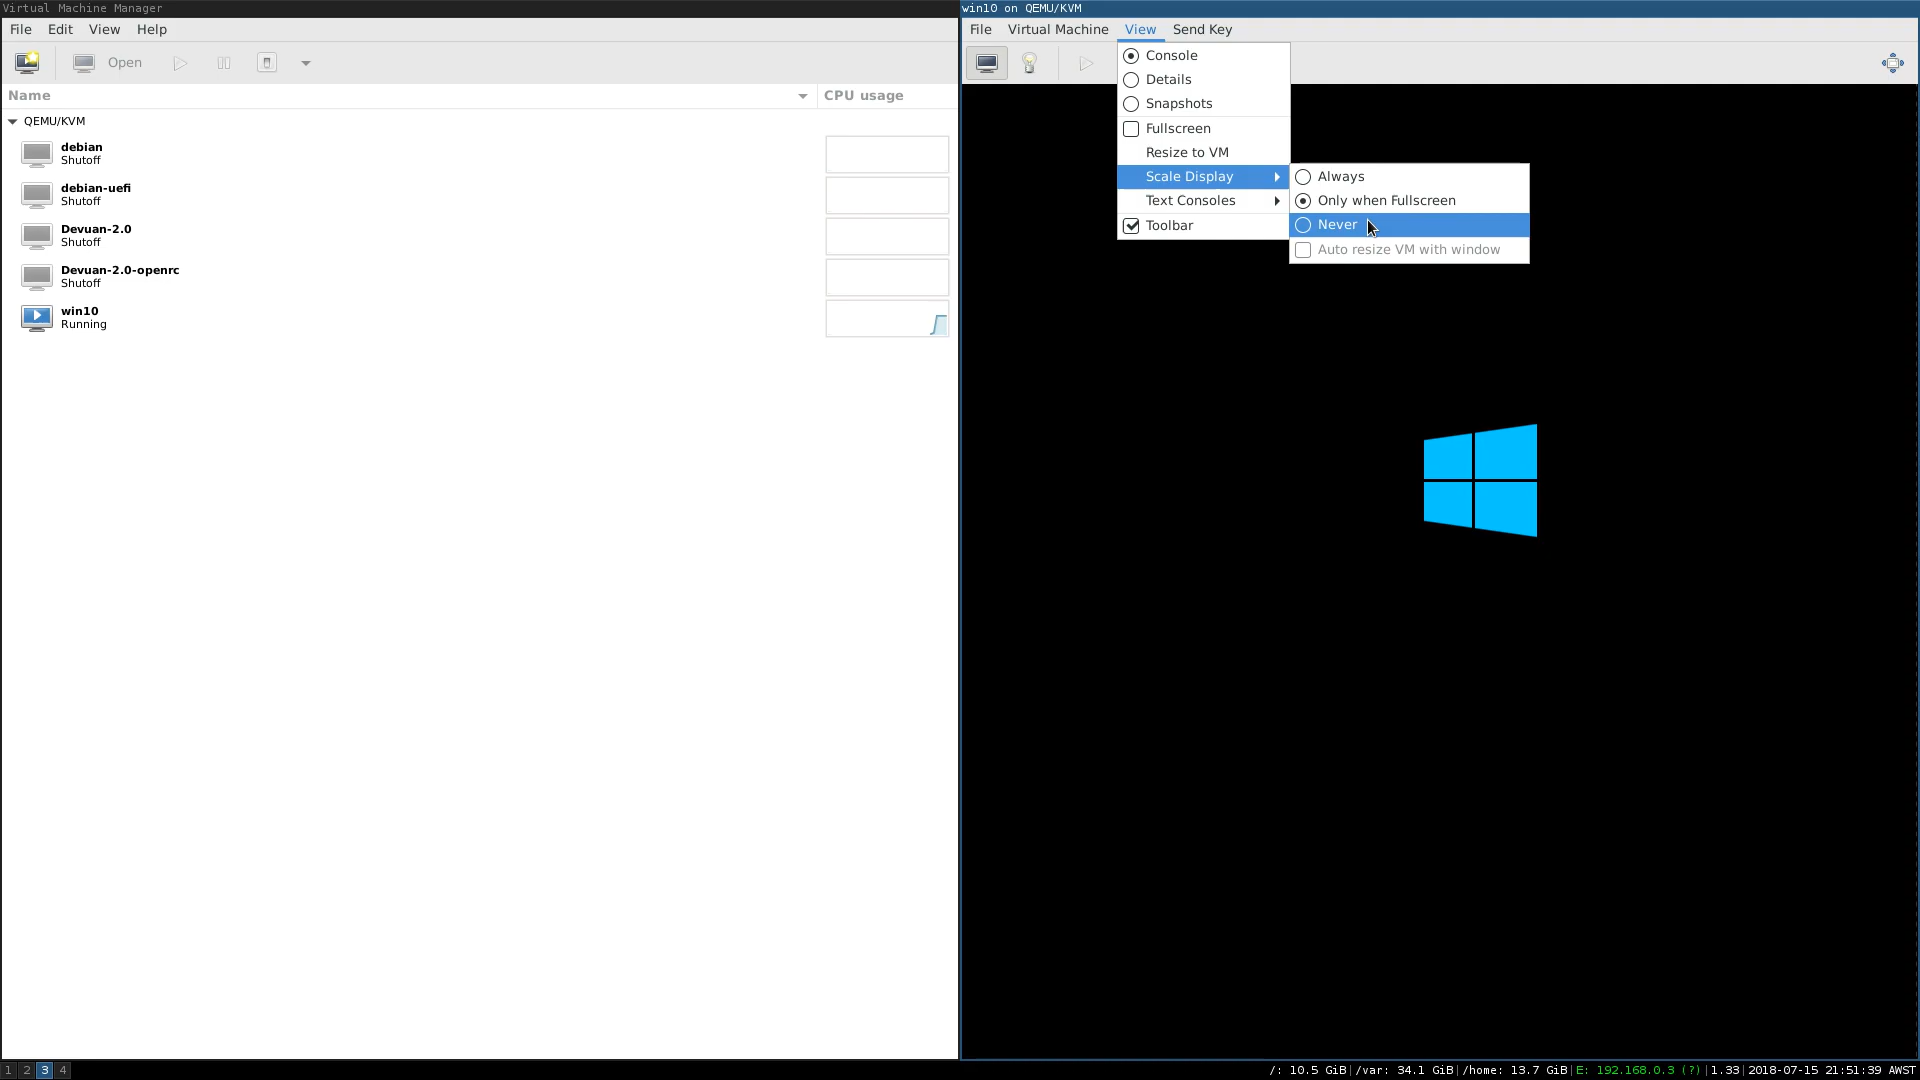 Virtual Machine Manager
File Edit View Help
Open
Name CPU usage
QEMU/KVM
debian
Shutoff
debian-uefi
Shutoff
Devuan-2.0
Shutoff
Devuan-2.0-openrc
Shutoff
win10
Running
win10 on QEMU/KVM
File Virtual Machine View Send Key
Console
Details
Snapshots
Fullscreen
Resize to VM
Scale Display
Text Consoles
Toolbar
Always
Only when Fullscreen
Never
Auto resize VM with window
1 2 3 4
/: 10.5 GiB|/var: 34.1 GiB|/home: 13.7 GiB|E: 192.168.0.3 (?)|1.33|2018-07-15 21:51:39 AWST